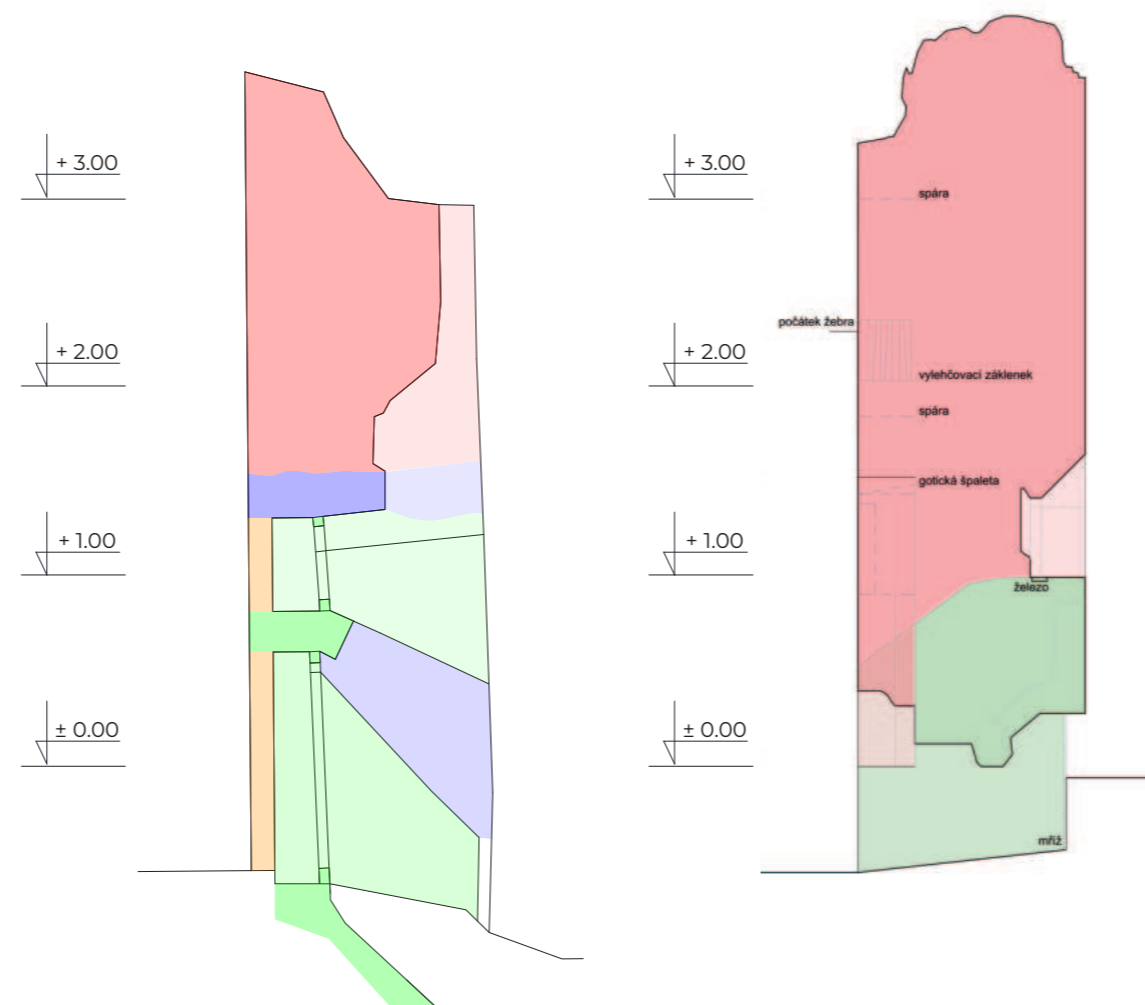 + 3.00
+ 2.00
+ 1.00
± 0.00
+ 3.00
spára
počátek žebra
+ 2.00
vylehčovací záklenek
spára
gotická špaleta
+ 1.00
železo
± 0.00
mříž